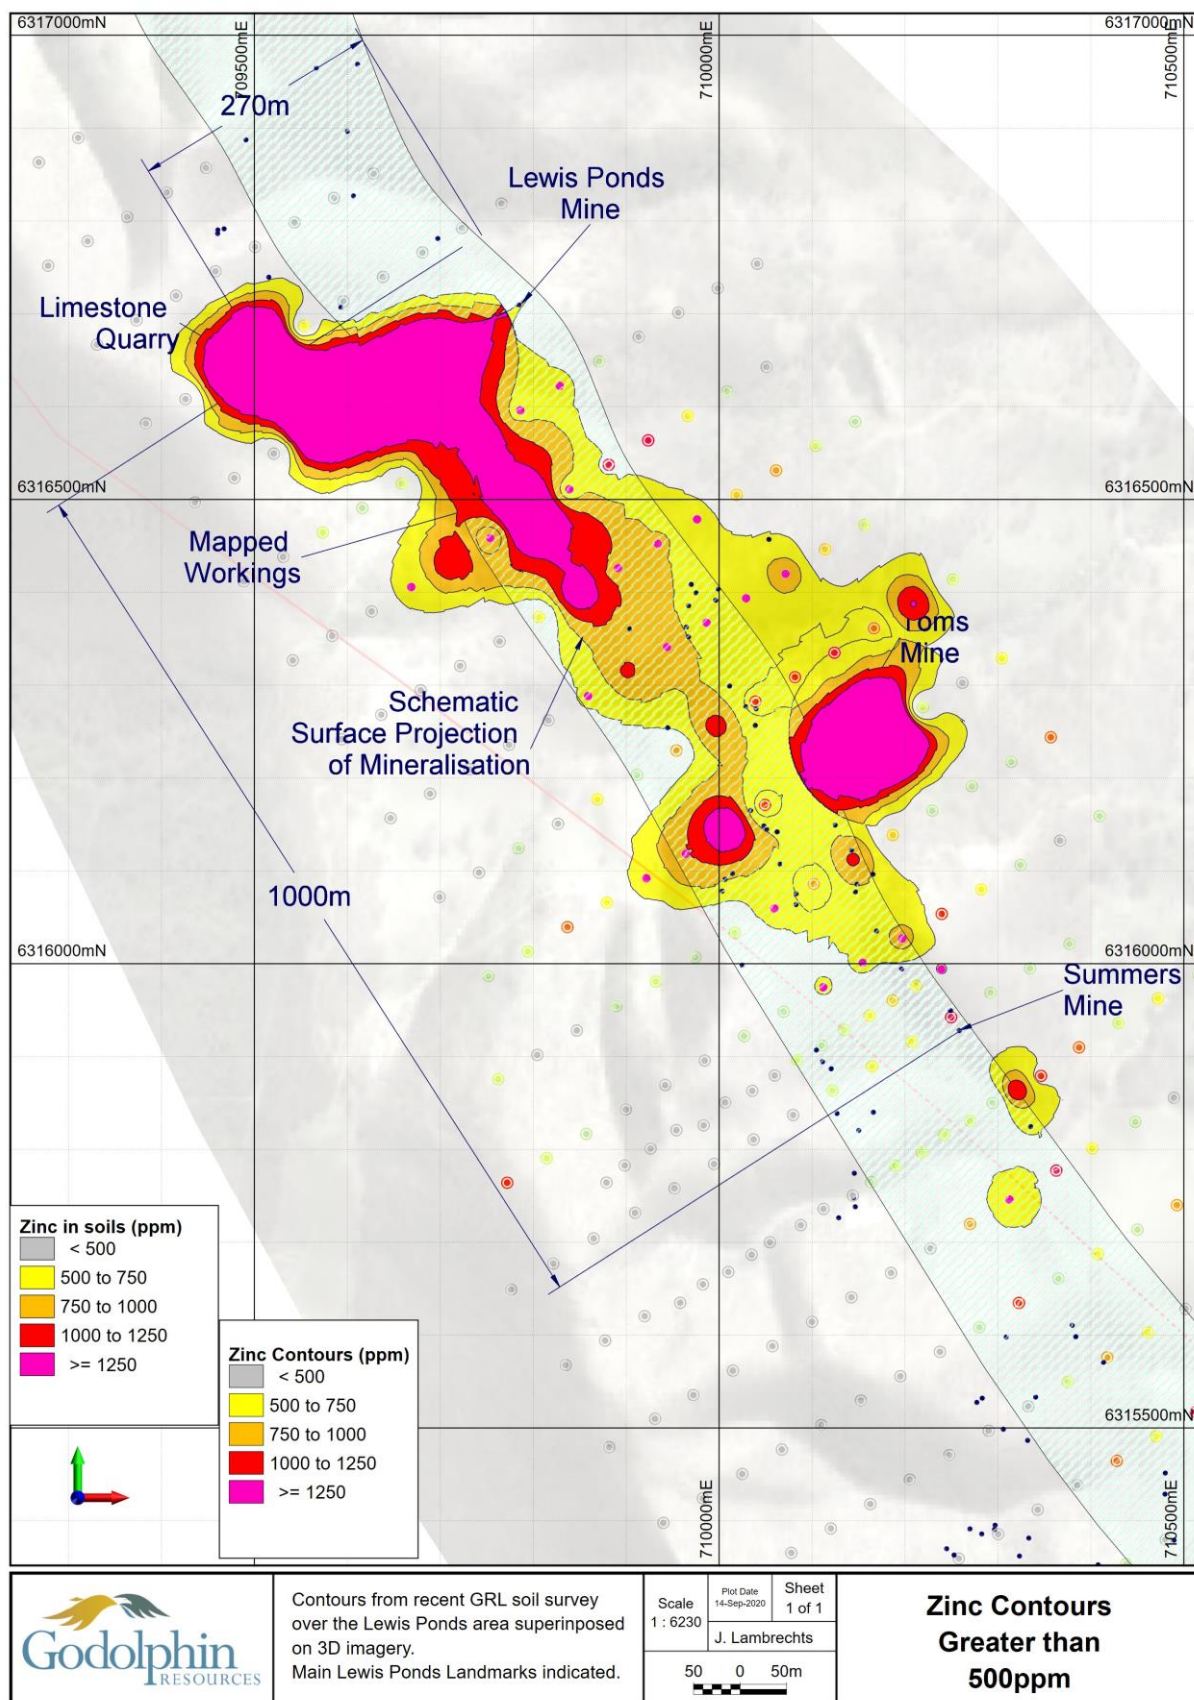 6317000mN
6317000mN
709500mE
710000mE
710500mE
270m
Lewis Ponds
Mine
Limestone
Quarry
6316500mN
6316500mN
Mapped
Workings
Toms
Mine
Schematic
Surface Projection
of Mineralisation
1000m
6316000mN
6316000mN
Summers
Mine
Zinc in soils (ppm)
< 500
500 to 750
750 to 1000
1000 to 1250
>= 1250
Zinc Contours (ppm)
< 500
500 to 750
750 to 1000
1000 to 1250
>= 1250
6315500mN
710000mE
710500mE
Godolphin
RESOURCES
Contours from recent GRL soil survey
over the Lewis Ponds area superinposed
on 3D imagery.
Main Lewis Ponds Landmarks indicated.
Scale
1 : 6230
Plot Date
14-Sep-2020
Sheet
1 of 1
J. Lambrechts
50 0 50m
Zinc Contours
Greater than
500ppm